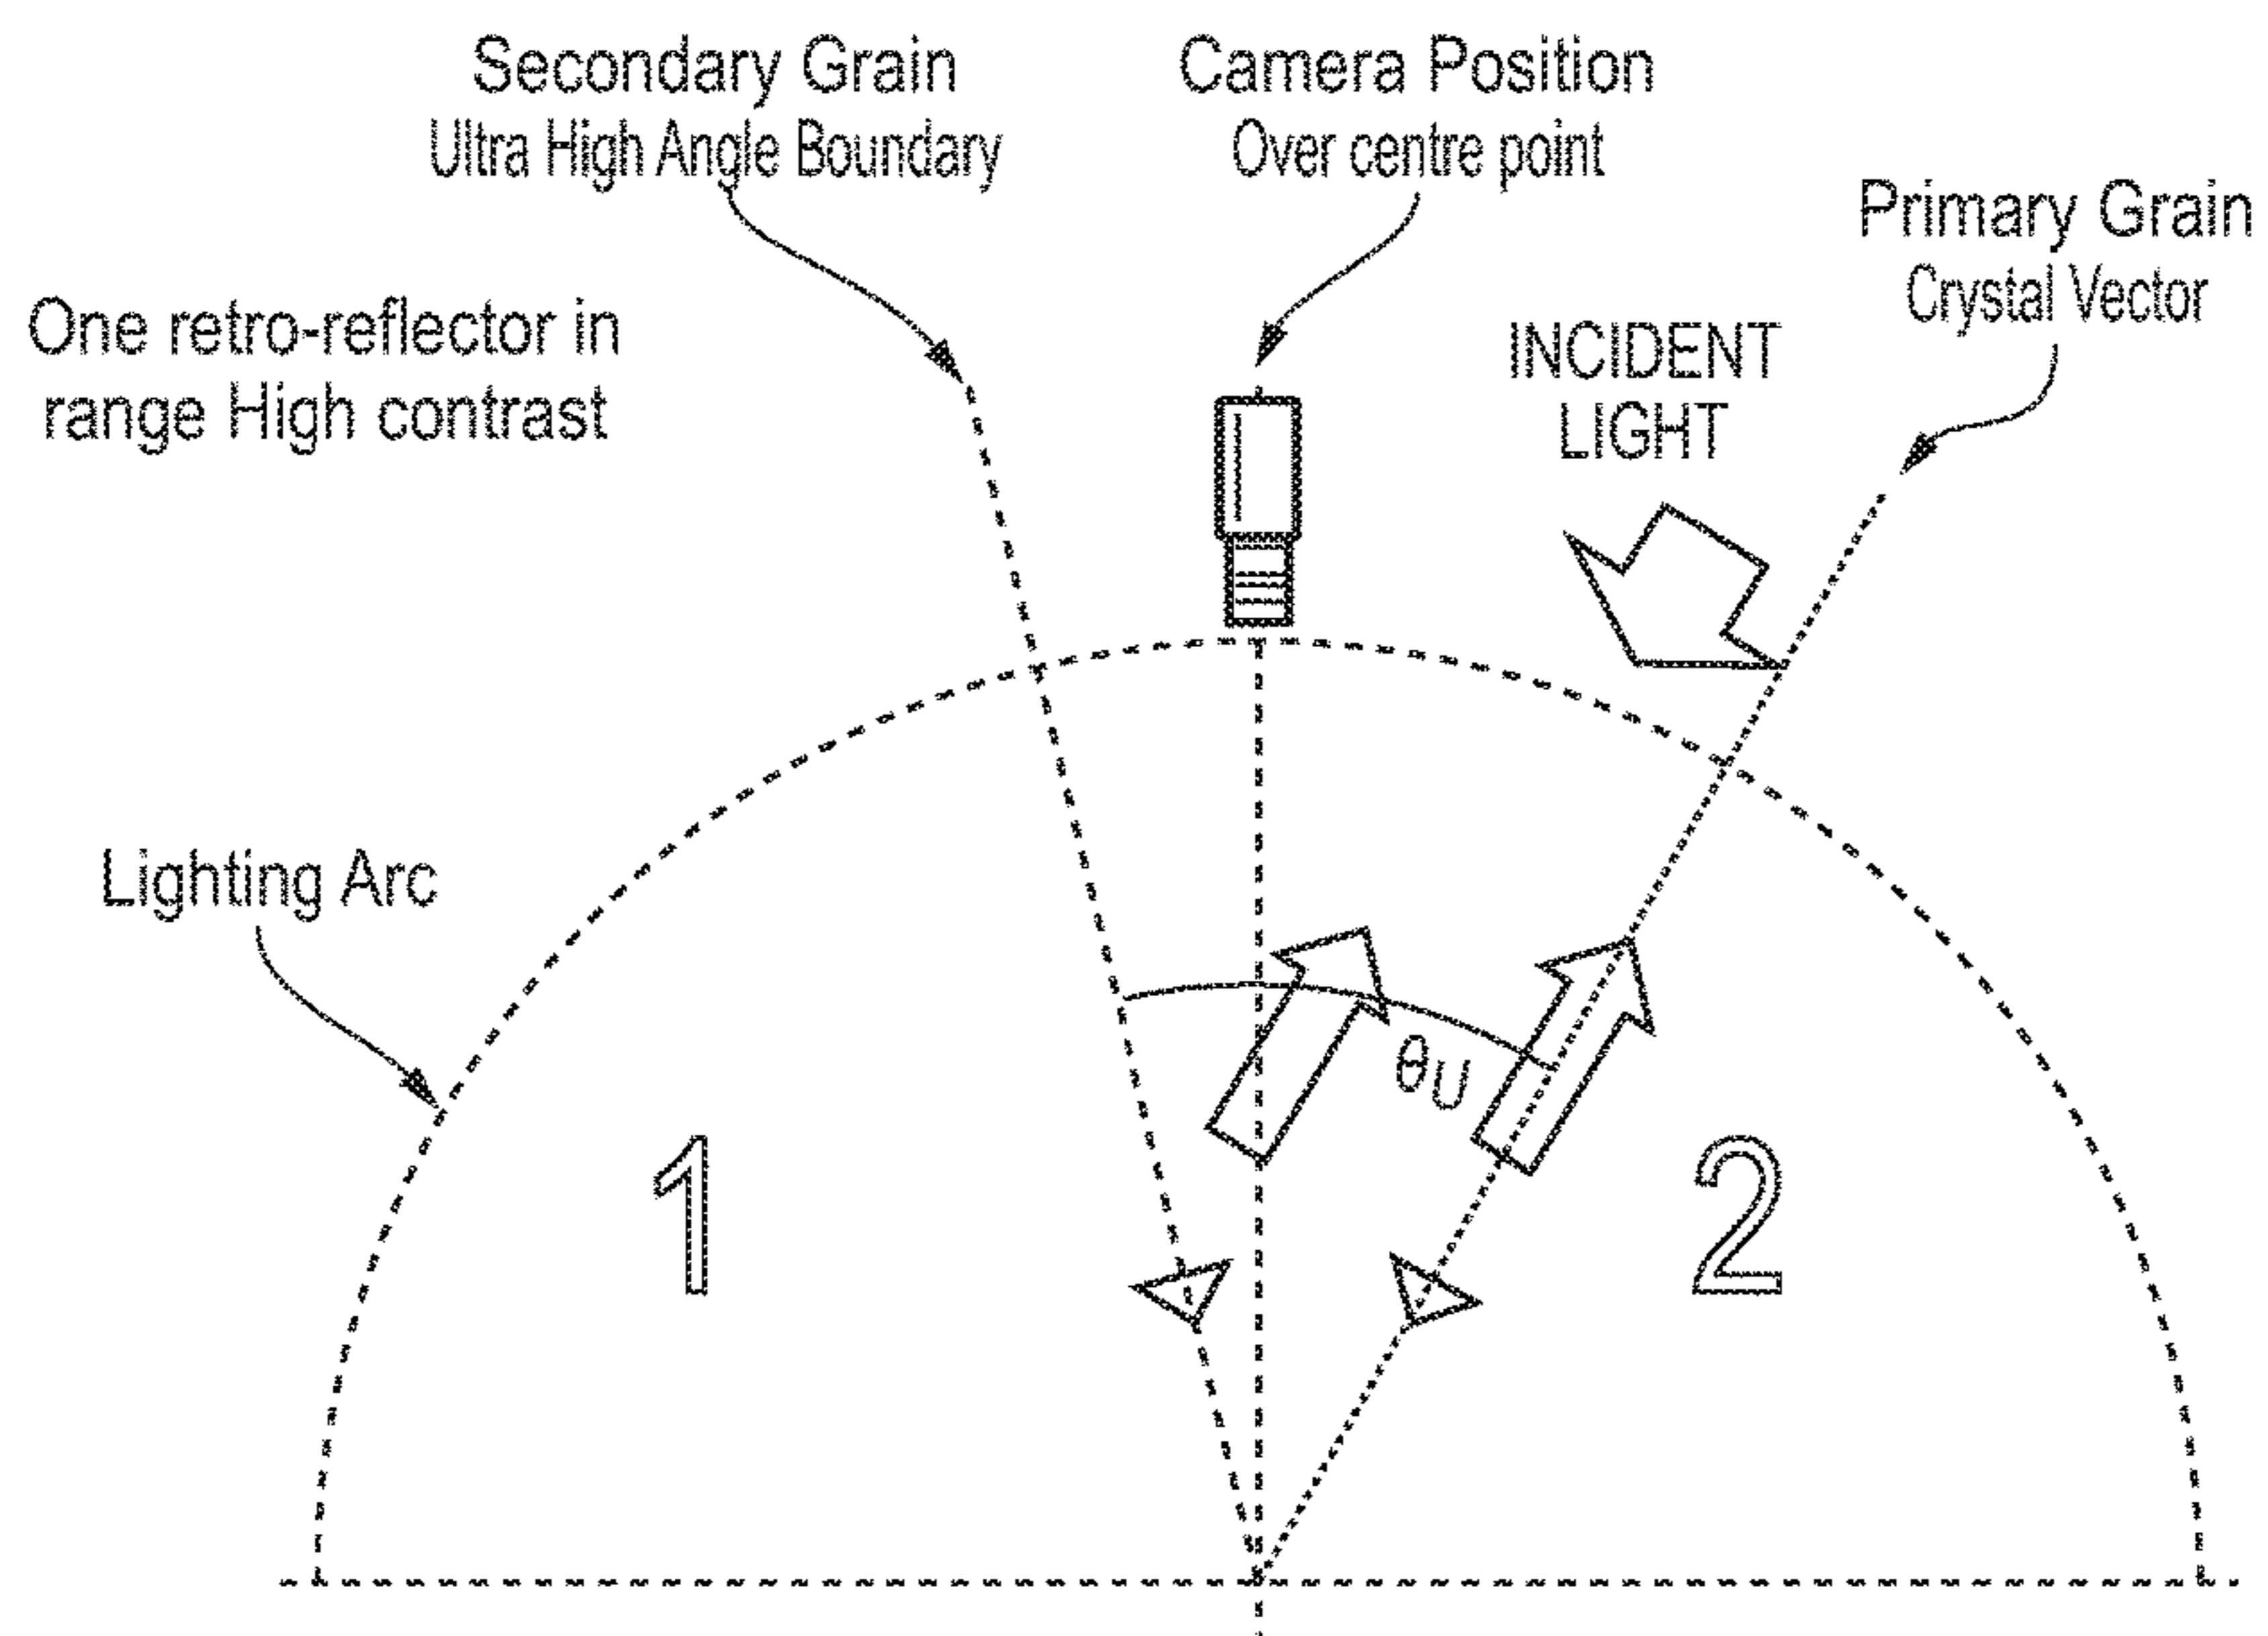 Secondary Grain
Ultra High Angle Boundary
Camera Position
Over centre point
Primary Grain
Crystal Vector
One retro-reflector in
range High contrast
INCIDENT
LIGHT
Lighting Arc
θU
1
2